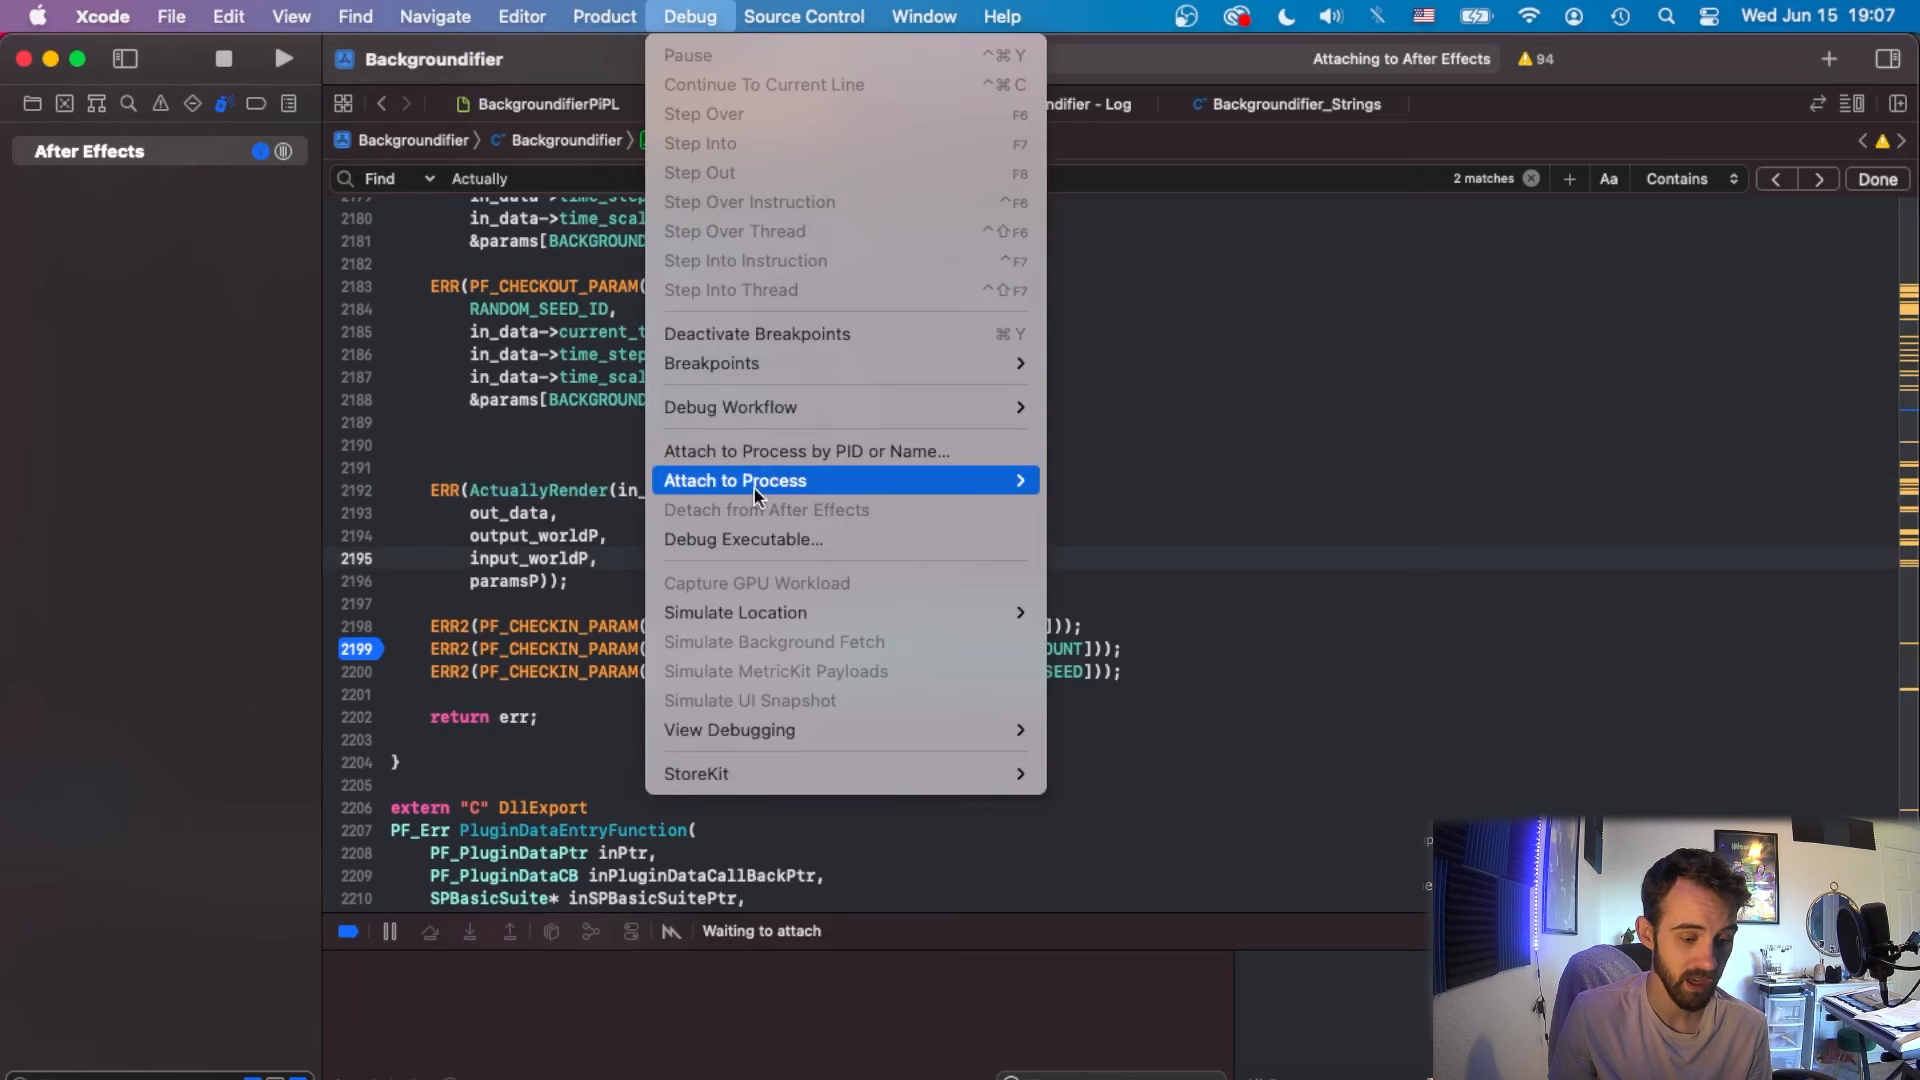 Xcode File Edit View Find Navigate Editor Product Debug Source Control Window Help Wed Jun 15 19:07
Backgroundifier Attaching to After Effects 94
BackgroundifierPiPL ndifier - Log Backgroundifier_Strings
After Effects
Backgroundifier Backgroundifier
Find Actually 2 matches Aa Contains Done
Pause ^⌘Y
Continue To Current Line ^⌘C
Step Over F6
Step Into F7
Step Out F8
Step Over Instruction ^F6
Step Over Thread ^⇧F6
Step Into Instruction ^F7
Step Into Thread ^⇧F7
Deactivate Breakpoints ⌘Y
Breakpoints
Debug Workflow
Attach to Process by PID or Name...
Attach to Process
Detach from After Effects
Debug Executable...
Capture GPU Workload
Simulate Location
Simulate Background Fetch
Simulate MetricKit Payloads
Simulate UI Snapshot
View Debugging
StoreKit
2180 in_data->time_scal
2181 &params[BACKGROUND
2182
2183 ERR(PF_CHECKOUT_PARAM(
2184 RANDOM_SEED_ID,
2185 in_data->current_t
2186 in_data->time_step
2187 in_data->time_scal
2188 &params[BACKGROUND
2189
2190
2191
2192 ERR(ActuallyRender(in_
2193 out_data,
2194 output_worldP,
2195 input_worldP,
2196 paramsP));
2197
2198 ERR2(PF_CHECKIN_PARAM( ]));
2199 ERR2(PF_CHECKIN_PARAM( OUNT]));
2200 ERR2(PF_CHECKIN_PARAM( SEED]));
2201
2202 return err;
2203
2204 }
2205
2206 extern "C" DllExport
2207 PF_Err PluginDataEntryFunction(
2208 PF_PluginDataPtr inPtr,
2209 PF_PluginDataCB inPluginDataCallBackPtr,
2210 SPBasicSuite* inSPBasicSuitePtr,
Waiting to attach